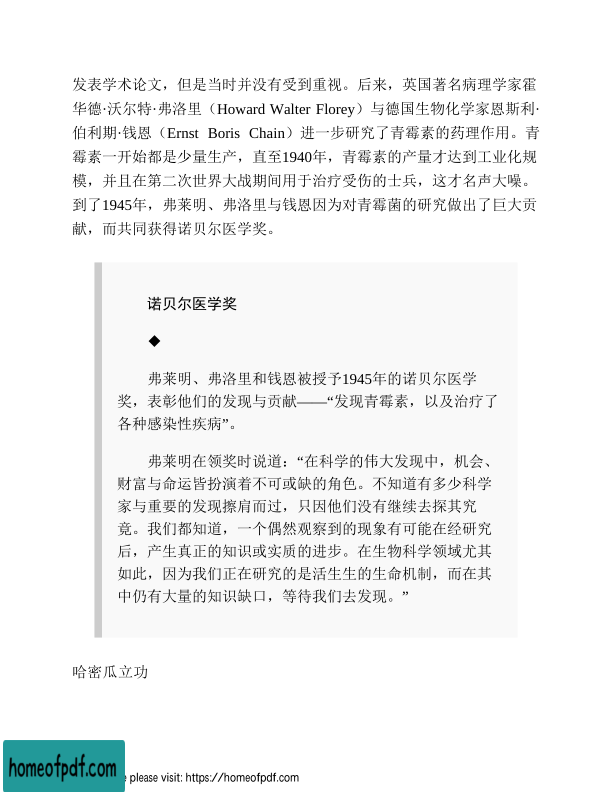 发表学术论文，但是当时并没有受到重视。后来，英国著名病理学家霍
华德·沃尔特·弗洛里（Howard Walter Florey）与德国生物化学家恩斯利·
伯利期·钱恩（Ernst Boris Chain）进一步研究了青霉素的药理作用。青
霉素一开始都是少量生产，直至1940年，青霉素的产量才达到工业化规
模，并且在第二次世界大战期间用于治疗受伤的士兵，这才名声大噪。
到了1945年，弗莱明、弗洛里与钱恩因为对青霉菌的研究做出了巨大贡
献，而共同获得诺贝尔医学奖。
诺贝尔医学奖
◆
弗莱明、弗洛里和钱恩被授予1945年的诺贝尔医学
奖，表彰他们的发现与贡献——“发现青霉素，以及治疗了
各种感染性疾病”。
弗莱明在领奖时说道：“在科学的伟大发现中，机会、
财富与命运皆扮演着不可或缺的角色。不知道有多少科学
家与重要的发现擦肩而过，只因他们没有继续去探其究
竟。我们都知道，一个偶然观察到的现象有可能在经研究
后，产生真正的知识或实质的进步。在生物科学领域尤其
如此，因为我们正在研究的是活生生的生命机制，而在其
中仍有大量的知识缺口，等待我们去发现。”
哈密瓜立功
homeofpdf.com
e please visit: https://homeofpdf.com